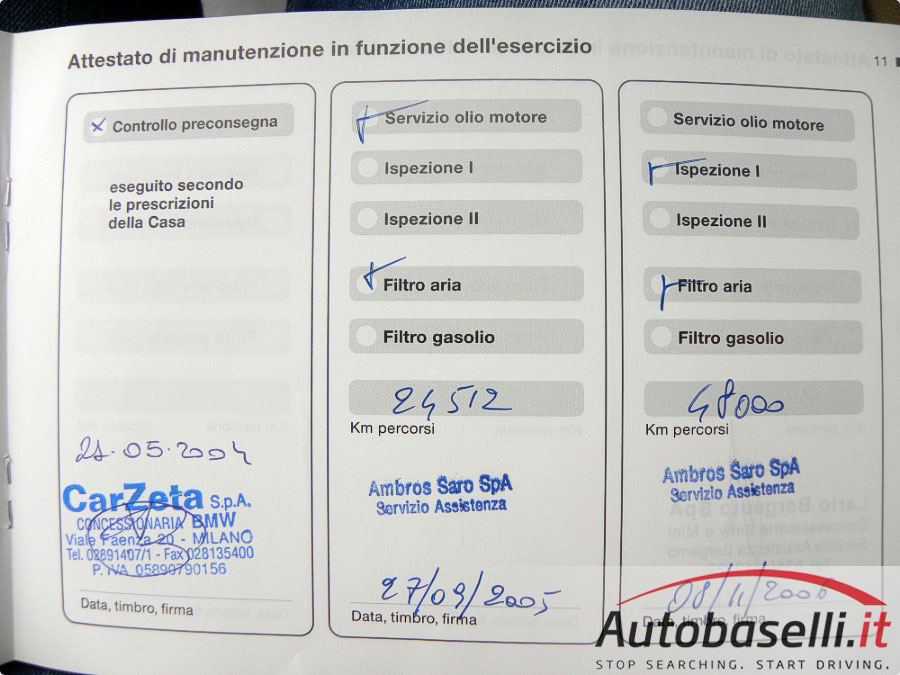 Attestato di manutenzione in funzione dell'esercizio
11
Controllo preconsegna
eseguito secondo
le prescrizioni
della Casa
21.05.2004
CarZeta S.p.A.
CONCESSIONARIA BMW
Viale Faenza 20 - MILANO
Tel. 02891407/1 - Fax 028135400
P. IVA 05890790156
Data, timbro, firma
Servizio olio motore
Ispezione I
Ispezione II
Filtro aria
Filtro gasolio
24512
Km percorsi
Ambros Saro SpA
Servizio Assistenza
27/09/2005
Data, timbro, firma
Servizio olio motore
Ispezione I
Ispezione II
Filtro aria
Filtro gasolio
48000
Km percorsi
Ambros Saro SpA
Servizio Assistenza
08/11/2006
Data, timbro, firma
Autobaselli.it
STOP SEARCHING. START DRIVING.